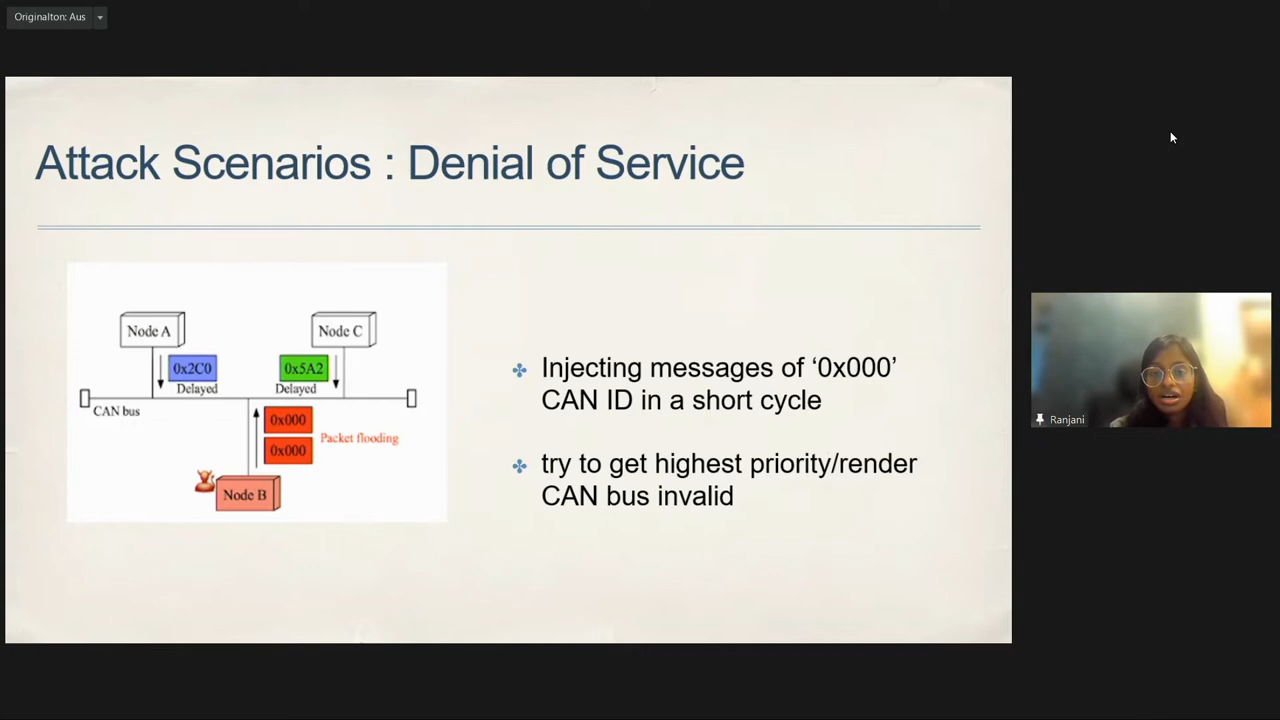 Originalton: Aus
Attack Scenarios : Denial of Service
Node A
Node C
0x2C0
0x5A2
Delayed
Delayed
CAN bus
0x000
Packet flooding
0x000
Node B
Injecting messages of ‘0x000’
CAN ID in a short cycle
try to get highest priority/render
CAN bus invalid
Ranjani